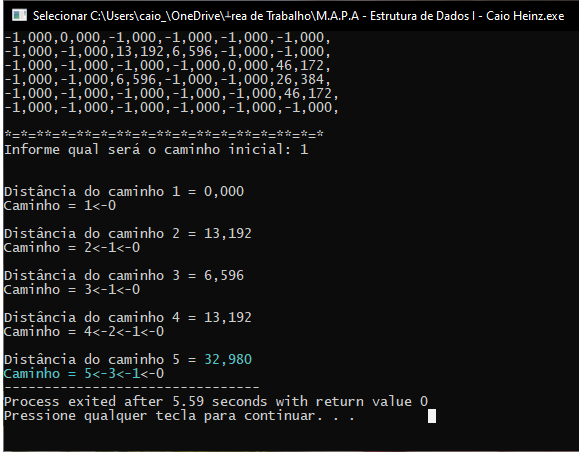 Selecionar C:\Users\caio_\OneDrive\┴rea de Trabalho\M.A.P.A - Estrutura de Dados I - Caio Heinz.exe
-1,000,0,000,-1,000,-1,000,-1,000,-1,000,
-1,000,-1,000,13,192,6,596,-1,000,-1,000,
-1,000,-1,000,-1,000,-1,000,0,000,46,172,
-1,000,-1,000,6,596,-1,000,-1,000,26,384,
-1,000,-1,000,-1,000,-1,000,-1,000,46,172,
-1,000,-1,000,-1,000,-1,000,-1,000,-1,000,
*=*=**=*=**=*=**=*=**=*=**=*=**=*=**=*=*
Informe qual será o caminho inicial: 1
Distância do caminho 1 = 0,000
Caminho = 1<-0
Distância do caminho 2 = 13,192
Caminho = 2<-1<-0
Distância do caminho 3 = 6,596
Caminho = 3<-1<-0
Distância do caminho 4 = 13,192
Caminho = 4<-2<-1<-0
Distância do caminho 5 = 32,980
Caminho = 5<-3<-1<-0
--------------------------------
Process exited after 5.59 seconds with return value 0
Pressione qualquer tecla para continuar. . .